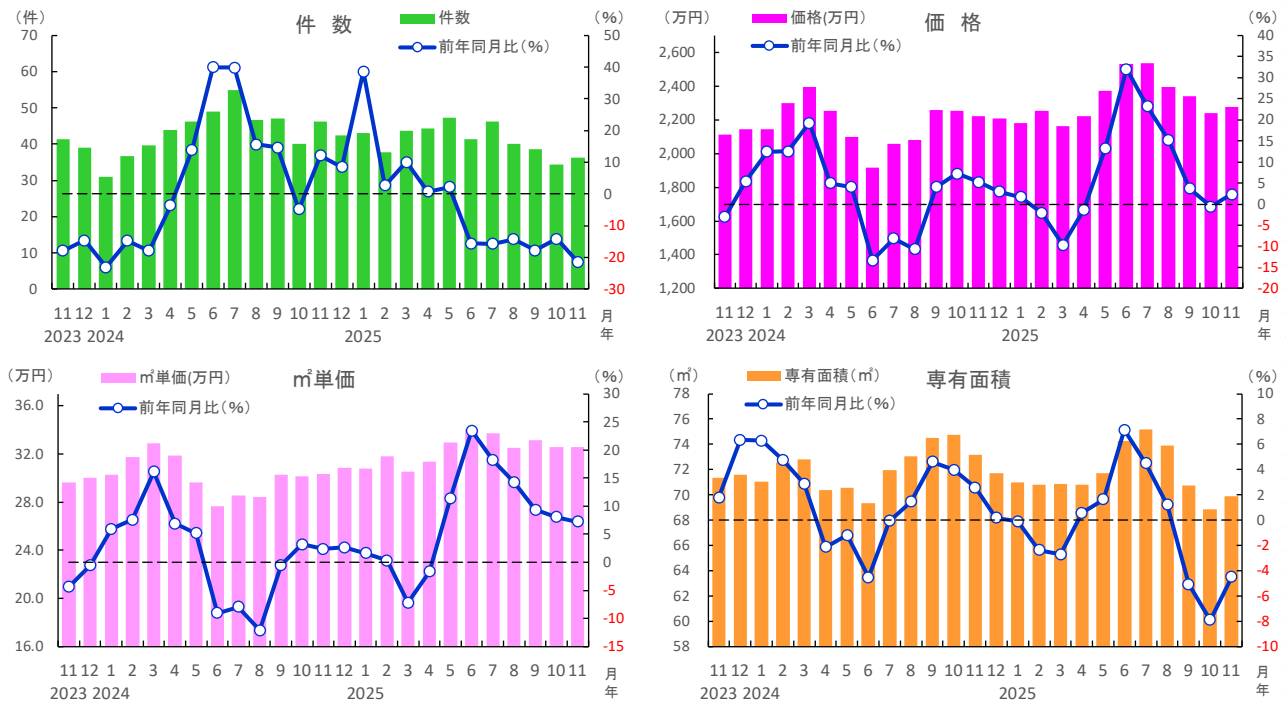 （件） 件 数 件数 （％）
前年同月比（％）
70 60 50 40 30 20 10 0
50 40 30 20 10 0 -10 -20 -30
11 12 1 2 3 4 5 6 7 8 9 10 11 12 1 2 3 4 5 6 7 8 9 10 11 月
2023 2024 2025 年
（万円） 価格(万円) 価 格 （％）
前年同月比（％）
2,600 2,400 2,200 2,000 1,800 1,600 1,400 1,200
40 35 30 25 20 15 10 5 0 -5 -10 -15 -20
11 12 1 2 3 4 5 6 7 8 9 10 11 12 1 2 3 4 5 6 7 8 9 10 11 月
2023 2024 2025 年
（万円） ㎡単価(万円) ㎡単価 （％）
前年同月比（％）
36.0 32.0 28.0 24.0 20.0 16.0
30 25 20 15 10 5 0 -5 -10 -15
11 12 1 2 3 4 5 6 7 8 9 10 11 12 1 2 3 4 5 6 7 8 9 10 11 月
2023 2024 2025 年
（㎡） 専有面積（㎡） 専有面積 （％）
前年同月比（％）
78 76 74 72 70 68 66 64 62 60 58
10 8 6 4 2 0 -2 -4 -6 -8 -10
11 12 1 2 3 4 5 6 7 8 9 10 11 12 1 2 3 4 5 6 7 8 9 10 11 月
2023 2024 2025 年